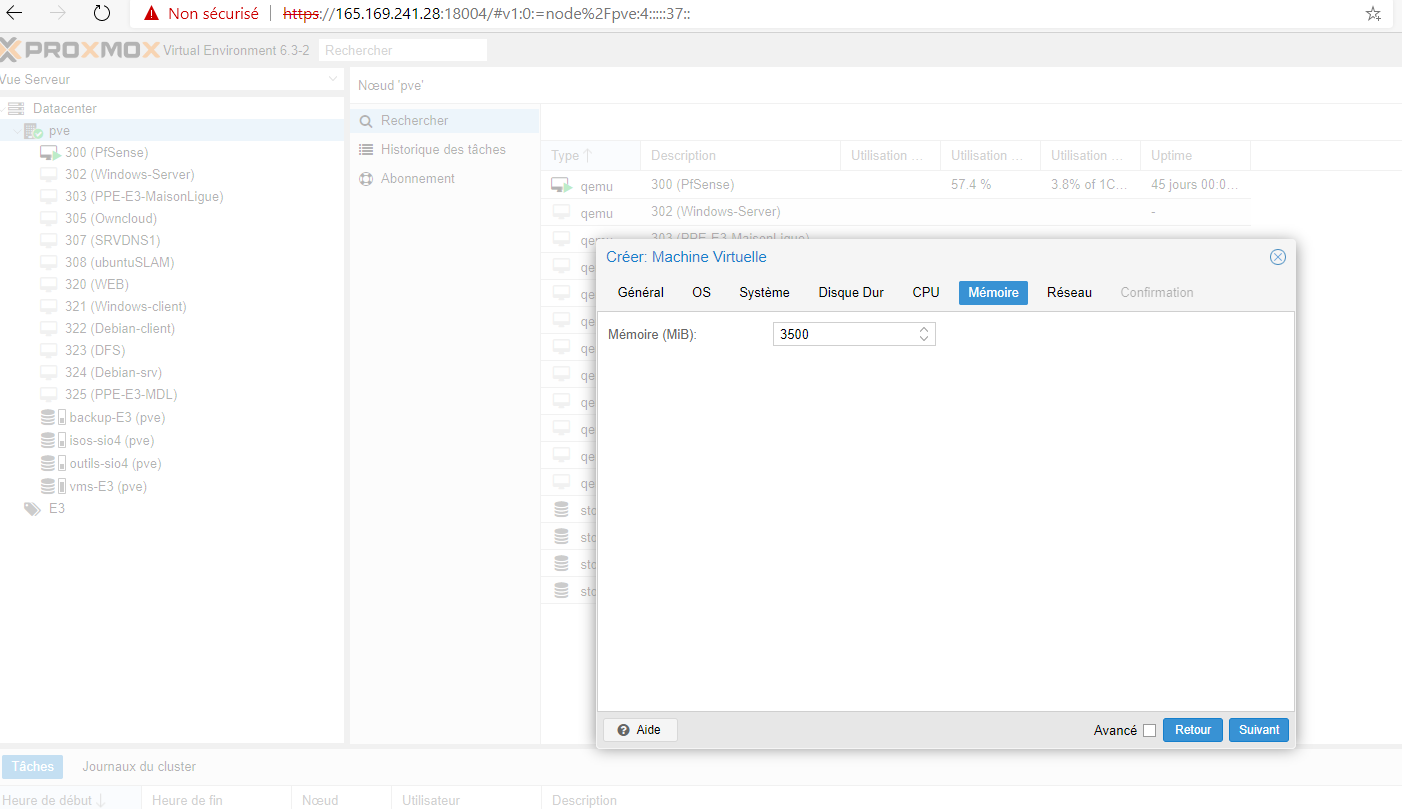 Non sécurisé | https://165.169.241.28:18004/#v1:0:=node%2Fpve:4:::::37::
PROXMOX Virtual Environment 6.3-2 Rechercher
Vue Serveur
Datacenter
pve
300 (PfSense)
302 (Windows-Server)
303 (PPE-E3-MaisonLigue)
305 (Owncloud)
307 (SRVDNS1)
308 (ubuntuSLAM)
320 (WEB)
321 (Windows-client)
322 (Debian-client)
323 (DFS)
324 (Debian-srv)
325 (PPE-E3-MDL)
backup-E3 (pve)
isos-sio4 (pve)
outils-sio4 (pve)
vms-E3 (pve)
E3
Nœud 'pve'
Rechercher
Historique des tâches
Abonnement
Type Description Utilisation ... Utilisation ... Utilisation ... Uptime
qemu 300 (PfSense) 57.4 % 3.8% of 1C... 45 jours 00:0...
qemu 302 (Windows-Server) -
qemu 303 (PPE-E3-MaisonLigue)
qe
qe
qe
qe
qe
qe
qe
qe
qe
sto
sto
sto
sto
Créer: Machine Virtuelle
Général OS Système Disque Dur CPU Mémoire Réseau Confirmation
Mémoire (MiB): 3500
Aide Avancé Retour Suivant
Tâches Journaux du cluster
Heure de début Heure de fin Nœud Utilisateur Description